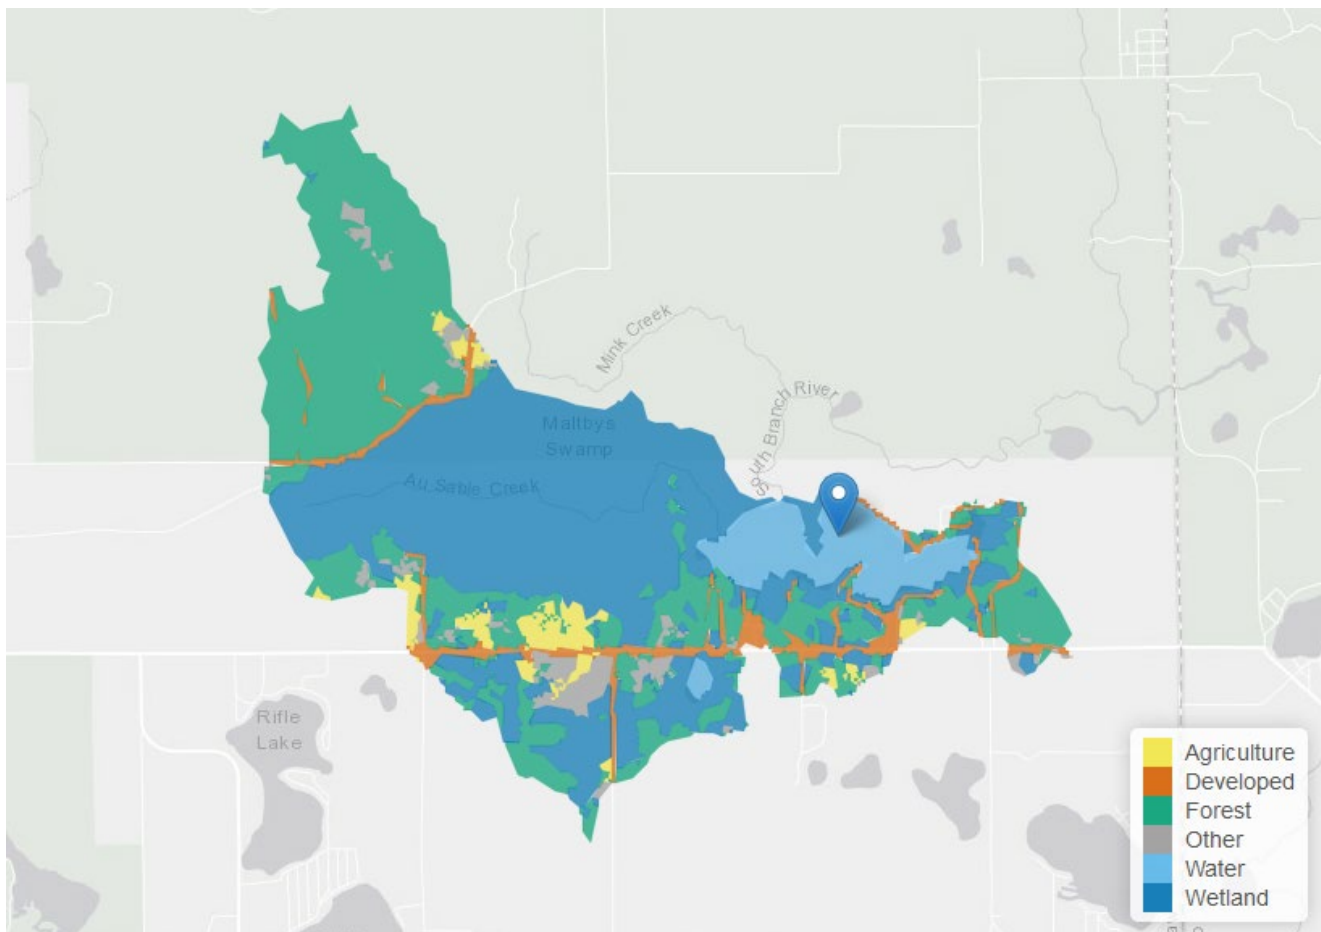 Mink Creek
South Branch River
Maltbys
Swamp
Au Sable Creek
Rifle
Lake
Agriculture
Developed
Forest
Other
Water
Wetland